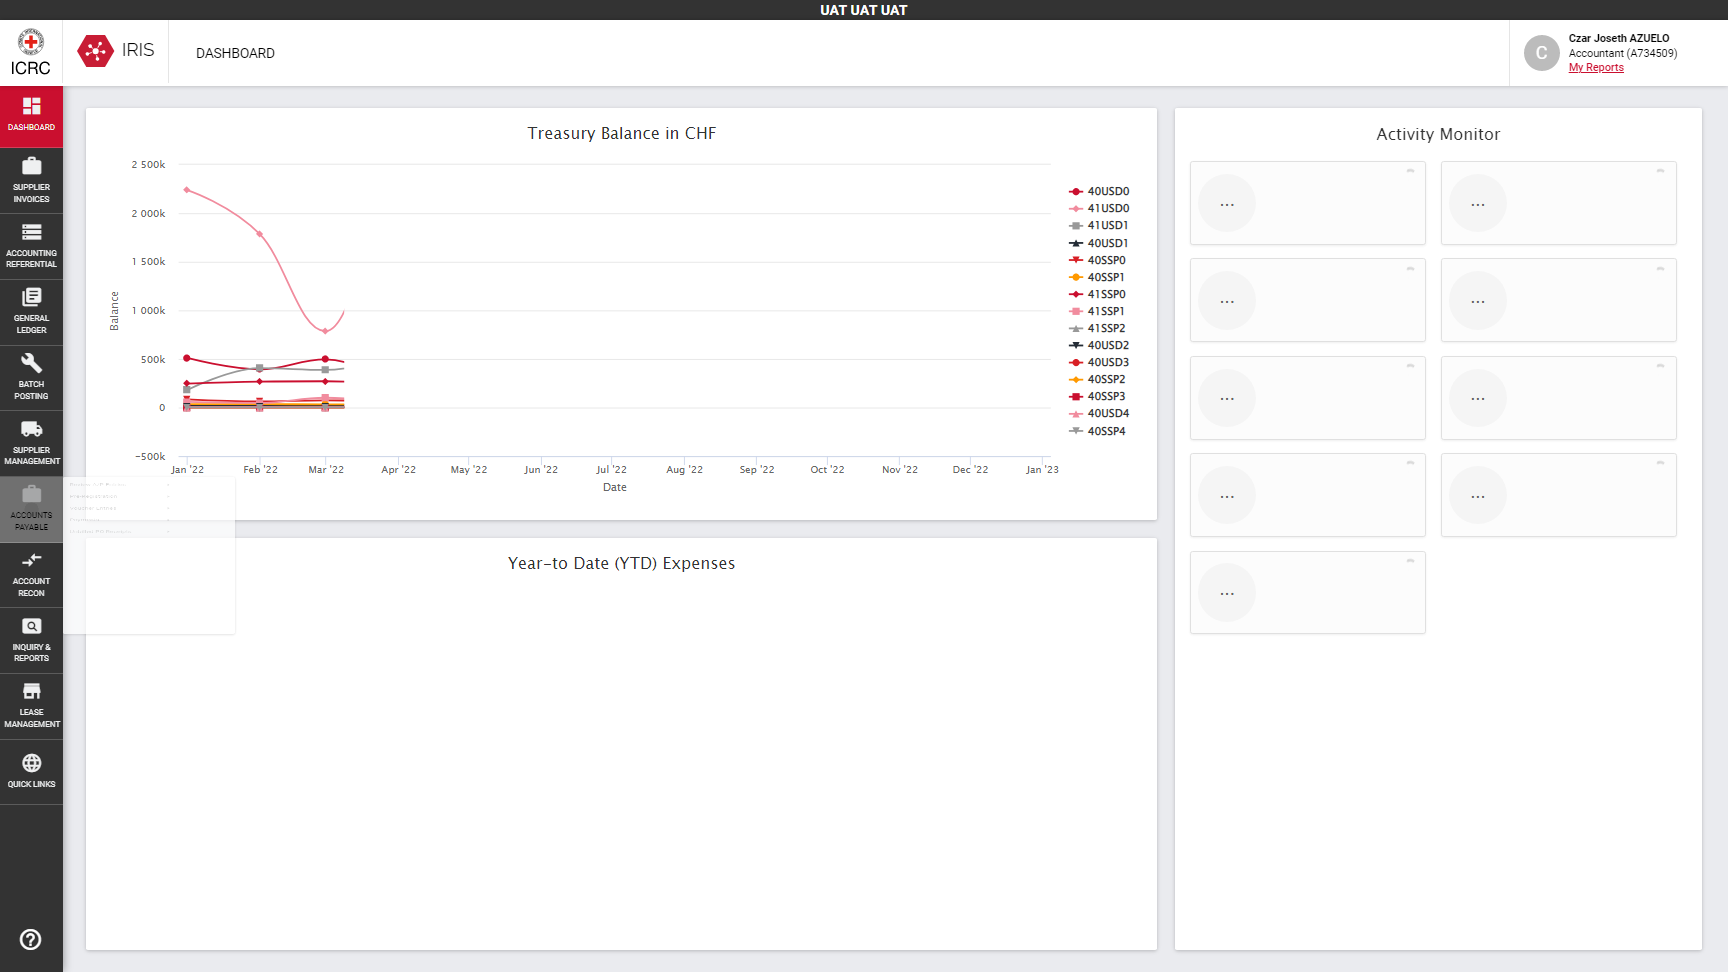 UAT UAT UAT
ICRC
IRIS
DASHBOARD
Czar Joseth AZUELO
Accountant (A734509)
My Reports
C
DASHBOARD
SUPPLIER
INVOICES
ACCOUNTING
REFERENTIAL
GENERAL
LEDGER
BATCH
POSTING
SUPPLIER
MANAGEMENT
ACCOUNTS
PAYABLE
ACCOUNT
RECON
INQUIRY &
REPORTS
LEASE
MANAGEMENT
QUICK LINKS
Treasury Balance in CHF
2 500k
2 000k
1 500k
1 000k
500k
0
-500k
Balance
Jan '22
Feb '22
Mar '22
Apr '22
May '22
Jun '22
Jul '22
Aug '22
Sep '22
Oct '22
Nov '22
Dec '22
Jan '23
Date
40USD0
41USD0
41USD1
40USD1
40SSP0
40SSP1
41SSP0
41SSP1
41SSP2
40USD2
40USD3
40SSP2
40SSP3
40USD4
40SSP4
Year-to Date (YTD) Expenses
Activity Monitor
...
...
...
...
...
...
...
...
...